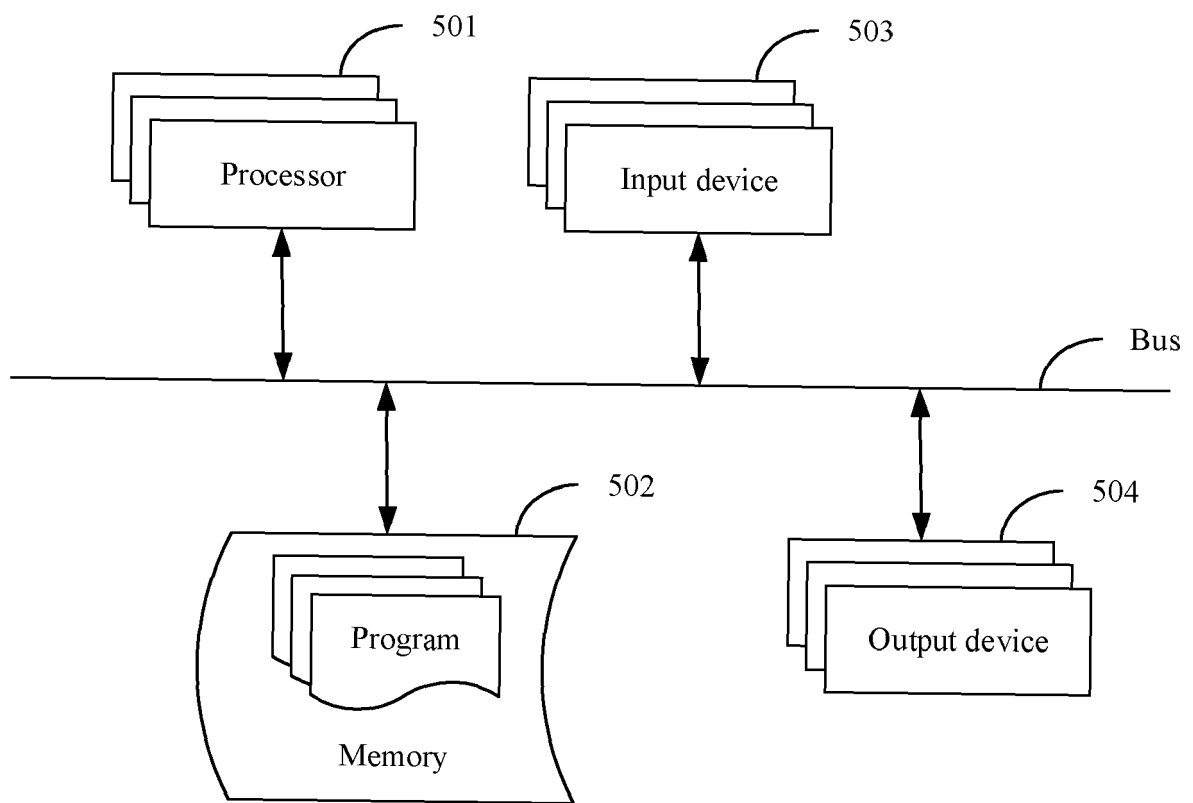 501
503
Processor
Input device
Bus
502
504
Program
Output device
Memory